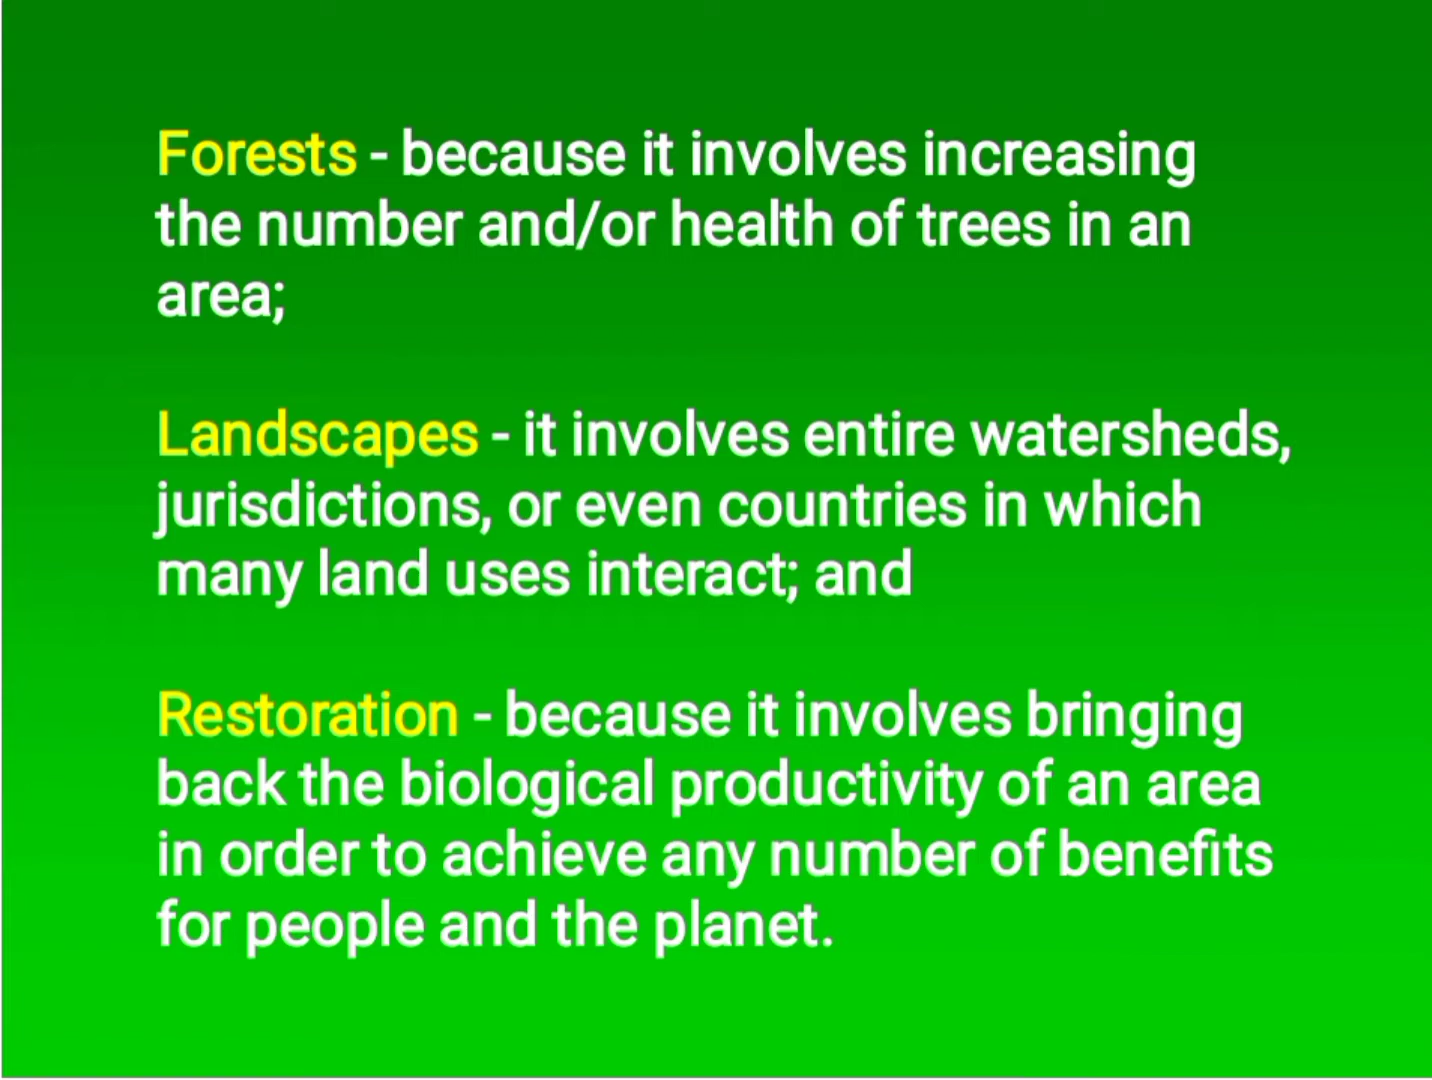 Forests - because it involves increasing
the number and/or health of trees in an
area;
Landscapes - it involves entire watersheds,
jurisdictions, or even countries in which
many land uses interact; and
Restoration - because it involves bringing
back the biological productivity of an area
in order to achieve any number of benefits
for people and the planet.